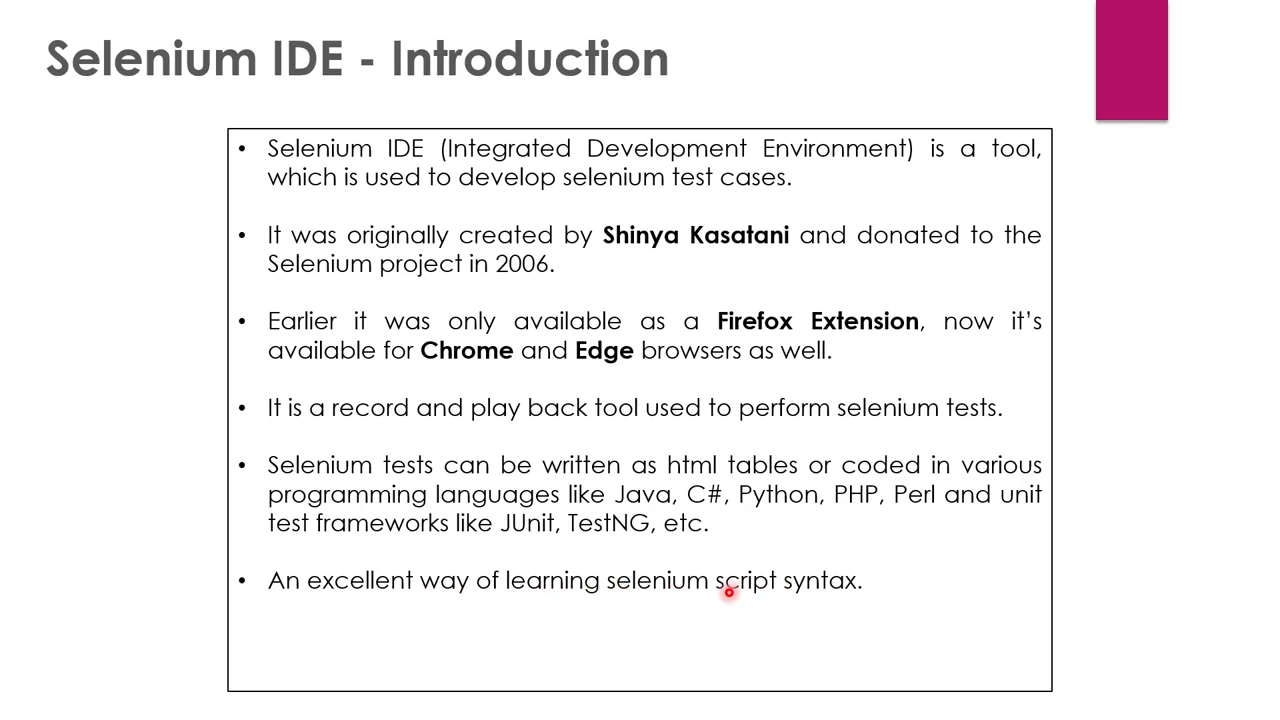 Selenium IDE - Introduction
• Selenium IDE (Integrated Development Environment) is a tool,
which is used to develop selenium test cases.
• It was originally created by Shinya Kasatani and donated to the
Selenium project in 2006.
• Earlier it was only available as a Firefox Extension, now it’s
available for Chrome and Edge browsers as well.
• It is a record and play back tool used to perform selenium tests.
• Selenium tests can be written as html tables or coded in various
programming languages like Java, C#, Python, PHP, Perl and unit
test frameworks like JUnit, TestNG, etc.
• An excellent way of learning selenium script syntax.